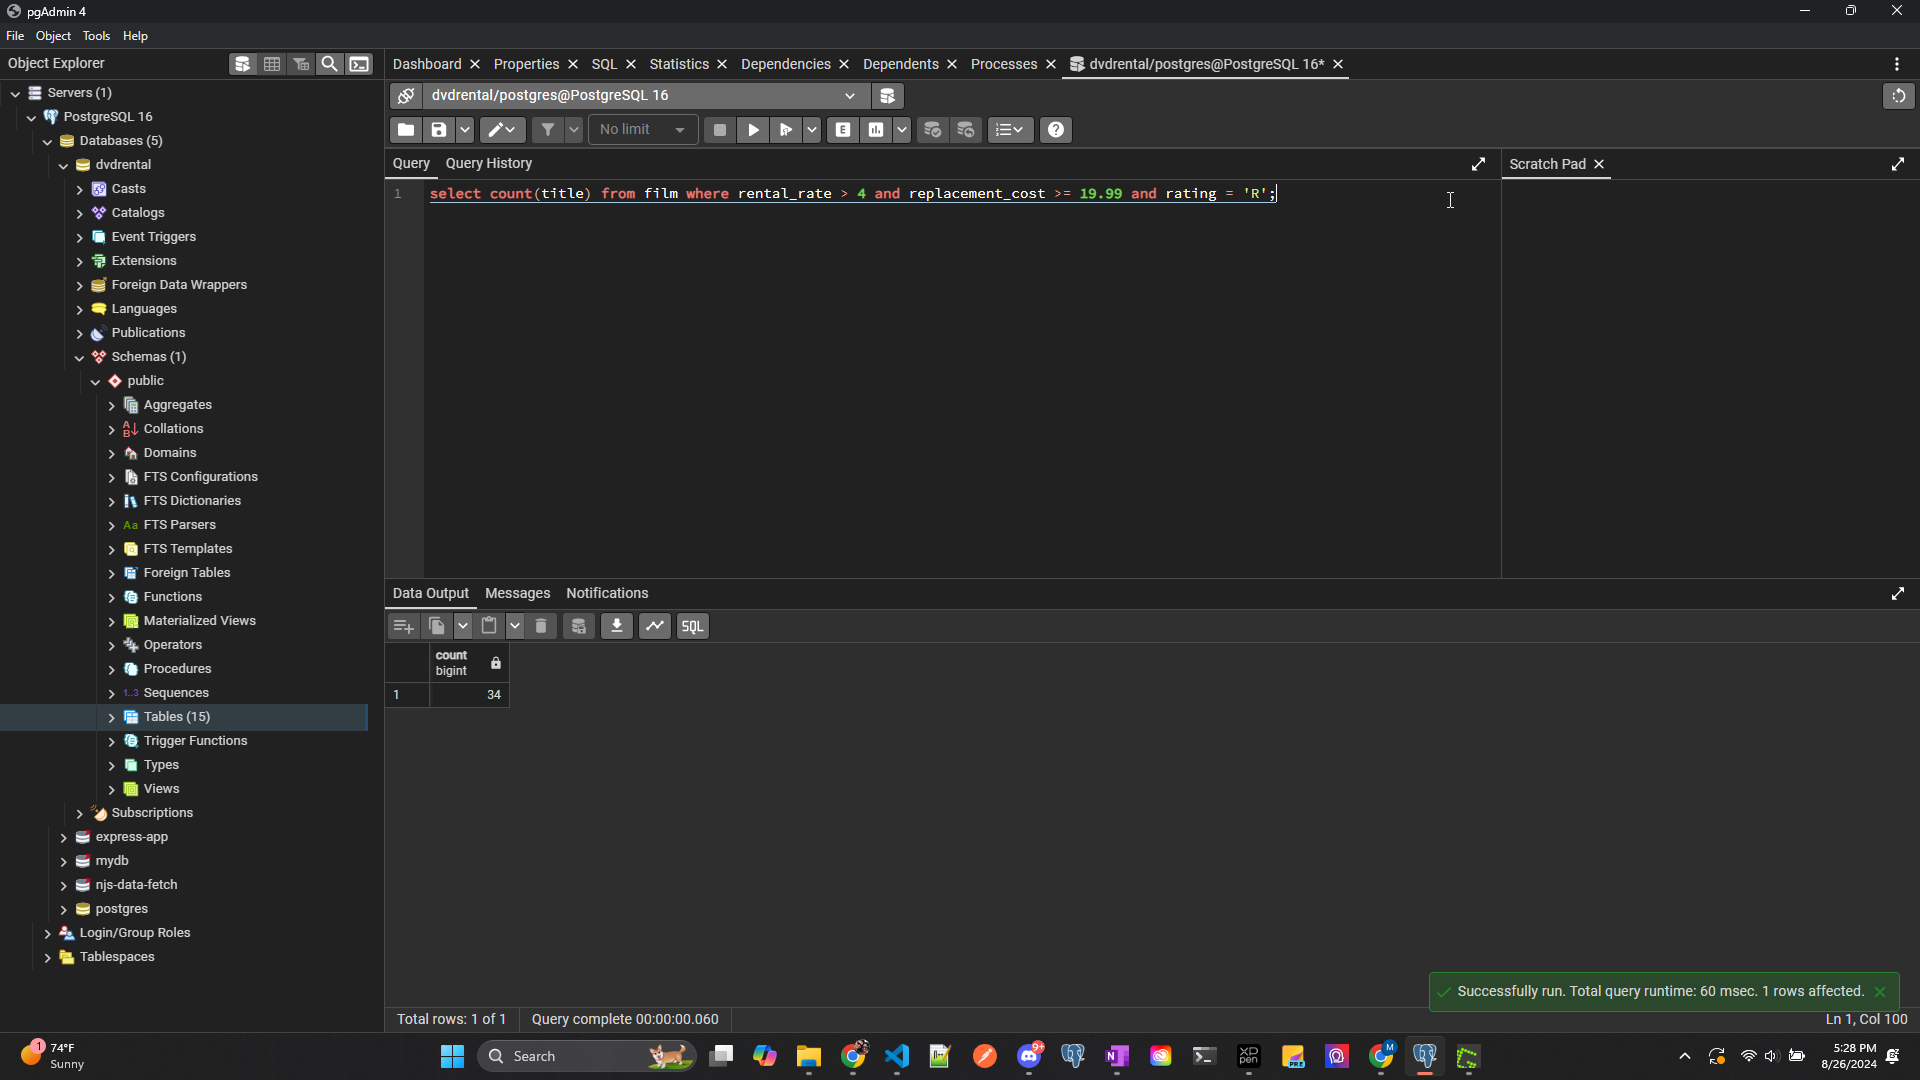 pgAdmin 4
File Object Tools Help
Object Explorer
Dashboard Properties SQL Statistics Dependencies Dependents Processes dvdrental/postgres@PostgreSQL 16*
Servers (1)
PostgreSQL 16
Databases (5)
dvdrental
Casts
Catalogs
Event Triggers
Extensions
Foreign Data Wrappers
Languages
Publications
Schemas (1)
public
Aggregates
Collations
Domains
FTS Configurations
FTS Dictionaries
Aa FTS Parsers
FTS Templates
Foreign Tables
Functions
Materialized Views
Operators
Procedures
1..3 Sequences
Tables (15)
Trigger Functions
Types
Views
Subscriptions
express-app
mydb
njs-data-fetch
postgres
Login/Group Roles
Tablespaces
dvdrental/postgres@PostgreSQL 16
No limit
E
Query Query History
Scratch Pad
1 select count(title) from film where rental_rate > 4 and replacement_cost >= 19.99 and rating = 'R';
Data Output Messages Notifications
SQL
count
bigint
1 34
Successfully run. Total query runtime: 60 msec. 1 rows affected.
Total rows: 1 of 1 Query complete 00:00:00.060
Ln 1, Col 100
1
74°F
Sunny
Search
9+
5:28 PM
8/26/2024